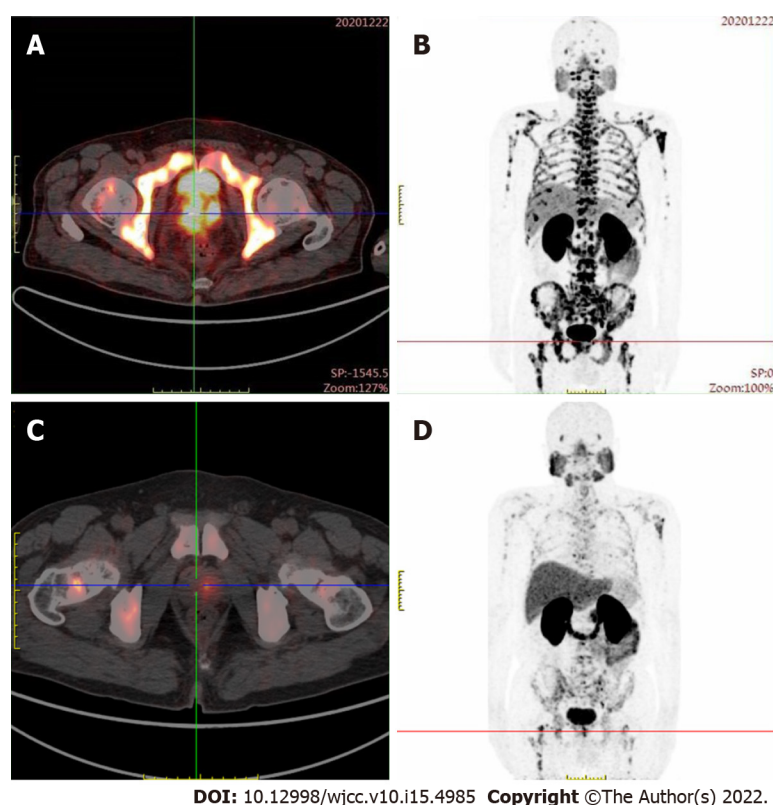 A
20201222
B
20201222
SP:-1545.5
Zoom:127%
SP:0
Zoom:100%
C
D
DOI: 10.12998/wjcc.v10.i15.4985 Copyright ©The Author(s) 2022.